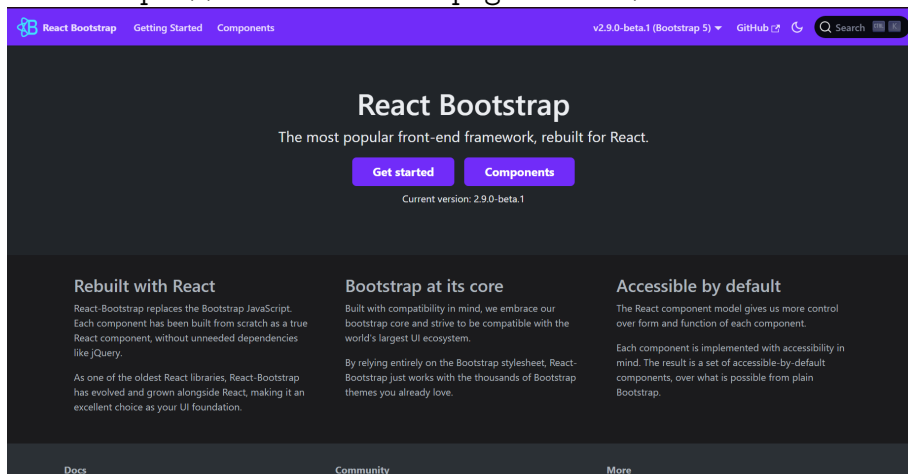 React Bootstrap Getting Started Components v2.9.0-beta.1 (Bootstrap 5) GitHub Search
React Bootstrap
The most popular front-end framework, rebuilt for React.
Get started Components
Current version: 2.9.0-beta.1
Rebuilt with React
React-Bootstrap replaces the Bootstrap JavaScript.
Each component has been built from scratch as a true
React component, without unneeded dependencies
like jQuery.
As one of the oldest React libraries, React-Bootstrap
has evolved and grown alongside React, making it an
excellent choice as your UI foundation.
Bootstrap at its core
Built with compatibility in mind, we embrace our
bootstrap core and strive to be compatible with the
world's largest UI ecosystem.
By relying entirely on the Bootstrap stylesheet, React-
Bootstrap just works with the thousands of Bootstrap
themes you already love.
Accessible by default
The React component model gives us more control
over form and function of each component.
Each component is implemented with accessibility in
mind. The result is a set of accessible-by-default
components, over what is possible from plain
Bootstrap.
Docs Community More